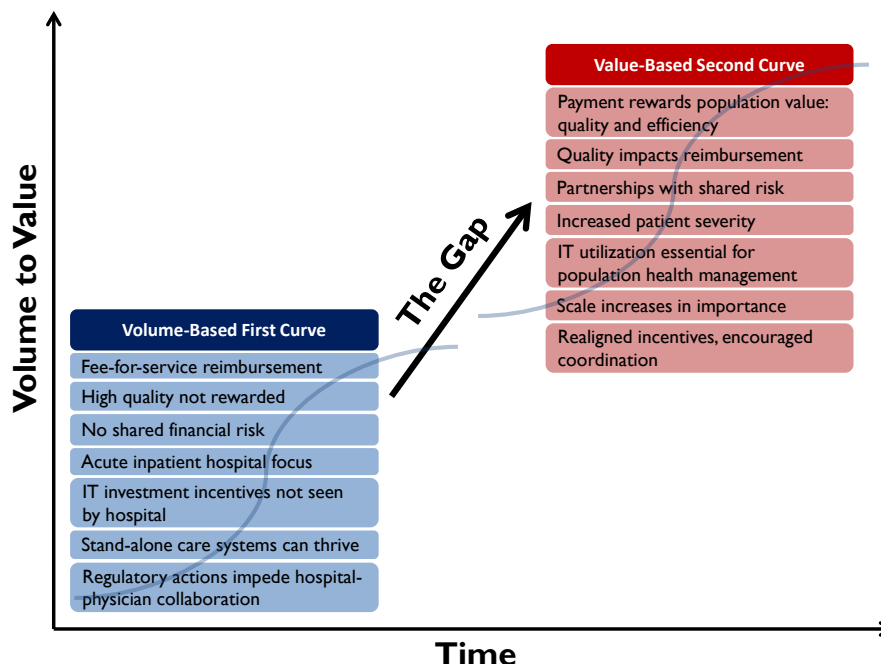 Volume to Value
Volume-Based First Curve
Fee-for-service reimbursement
High quality not rewarded
No shared financial risk
Acute inpatient hospital focus
IT investment incentives not seen
by hospital
Stand-alone care systems can thrive
Regulatory actions impede hospital-
physician collaboration
The Gap
Value-Based Second Curve
Payment rewards population value:
quality and efficiency
Quality impacts reimbursement
Partnerships with shared risk
Increased patient severity
IT utilization essential for
population health management
Scale increases in importance
Realigned incentives, encouraged
coordination
Time